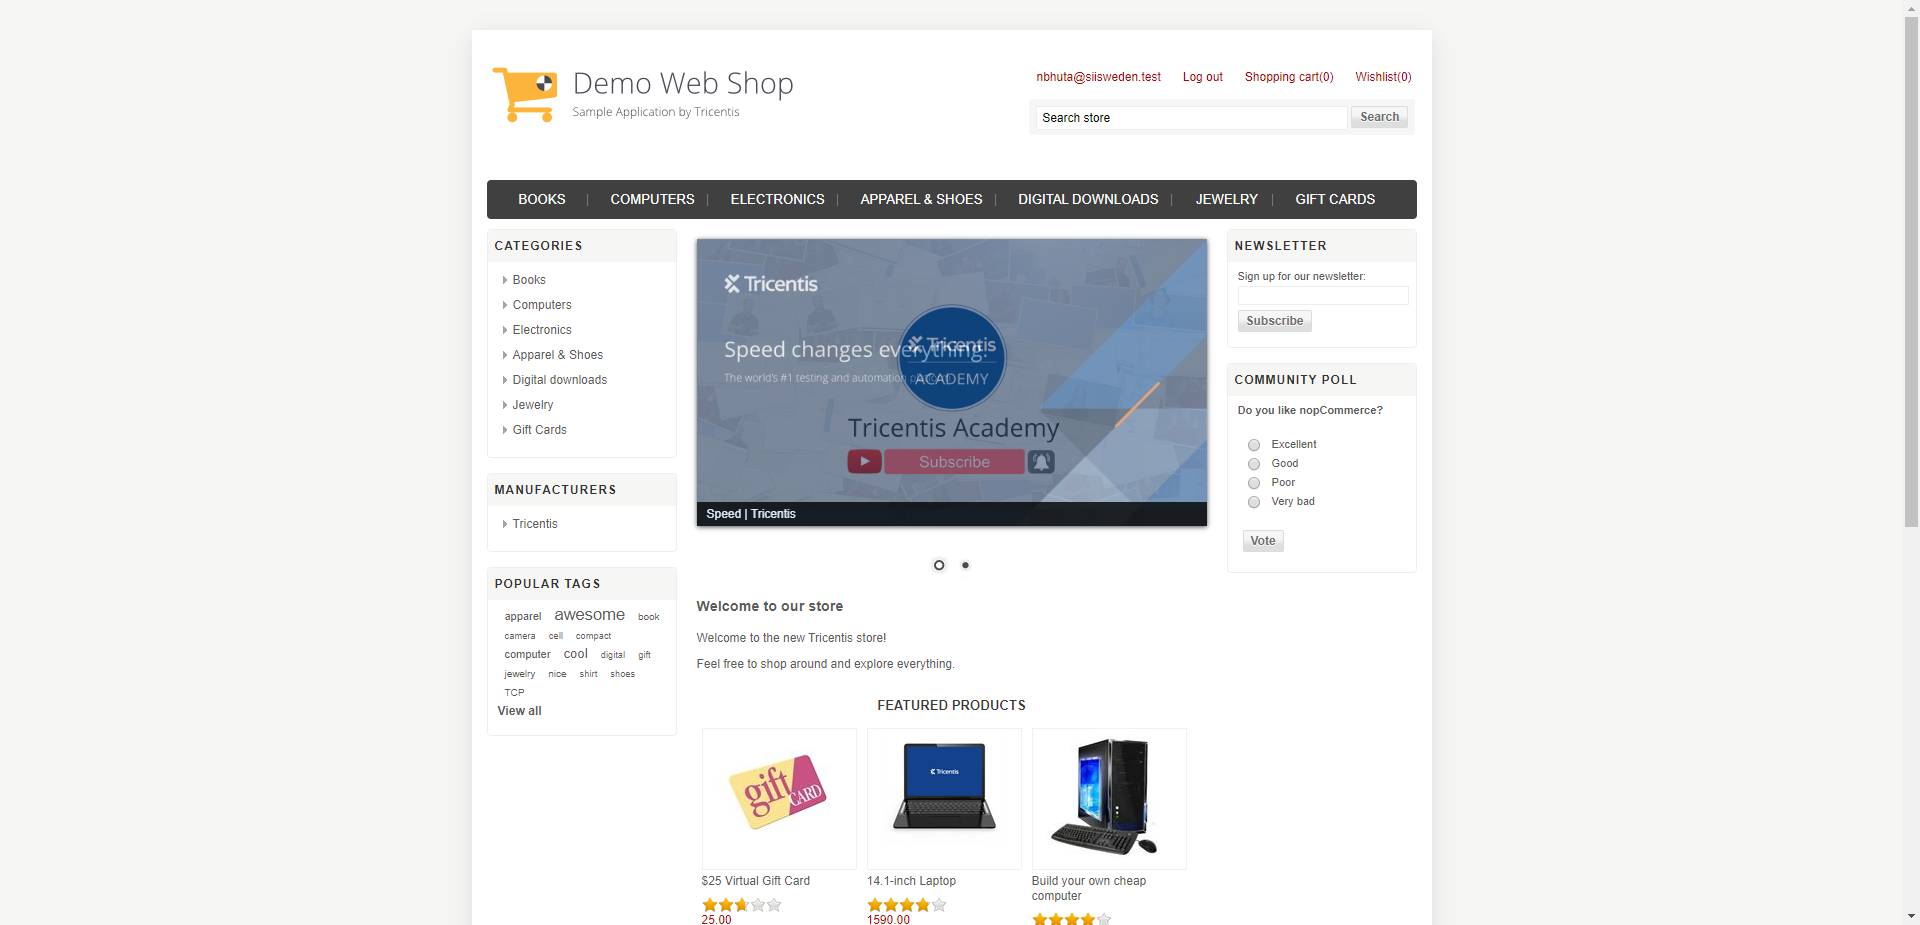 Demo Web Shop
Sample Application by Tricentis
nbhuta@siisweden.test Log out Shopping cart(0) Wishlist(0)
Search store Search
BOOKS COMPUTERS ELECTRONICS APPAREL & SHOES DIGITAL DOWNLOADS JEWELRY GIFT CARDS
CATEGORIES
Books
Computers
Electronics
Apparel & Shoes
Digital downloads
Jewelry
Gift Cards
MANUFACTURERS
Tricentis
POPULAR TAGS
apparel awesome book
camera cell compact
computer cool digital gift
jewelry nice shirt shoes
TCP
View all
Tricentis
Speed changes everything.
The world's #1 testing and automation platform
Tricentis
ACADEMY
Tricentis Academy
Subscribe
Speed | Tricentis
Welcome to our store
Welcome to the new Tricentis store!
Feel free to shop around and explore everything.
FEATURED PRODUCTS
gift CARD
Tricentis
$25 Virtual Gift Card
25.00
14.1-inch Laptop
1590.00
Build your own cheap
computer
NEWSLETTER
Sign up for our newsletter:
Subscribe
COMMUNITY POLL
Do you like nopCommerce?
Excellent
Good
Poor
Very bad
Vote